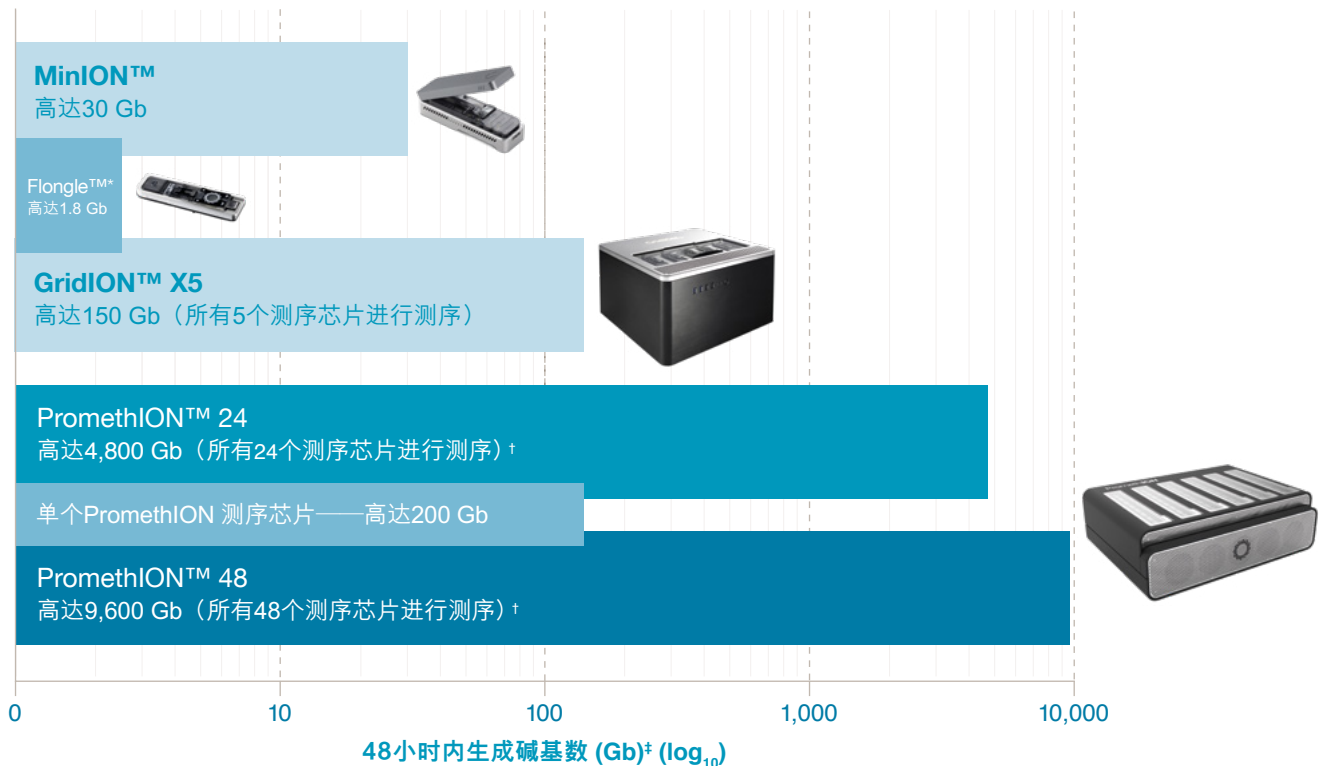 MinION™
高达30 Gb
Flongle™*
高达1.8 Gb
GridION™ X5
高达150 Gb（所有5个测序芯片进行测序）
PromethION™ 24
高达4,800 Gb（所有24个测序芯片进行测序）†
单个PromethION 测序芯片——高达200 Gb
PromethION™ 48
高达9,600 Gb（所有48个测序芯片进行测序）†
0 10 100 1,000 10,000
48小时内生成碱基数 (Gb)‡ (log₁₀)